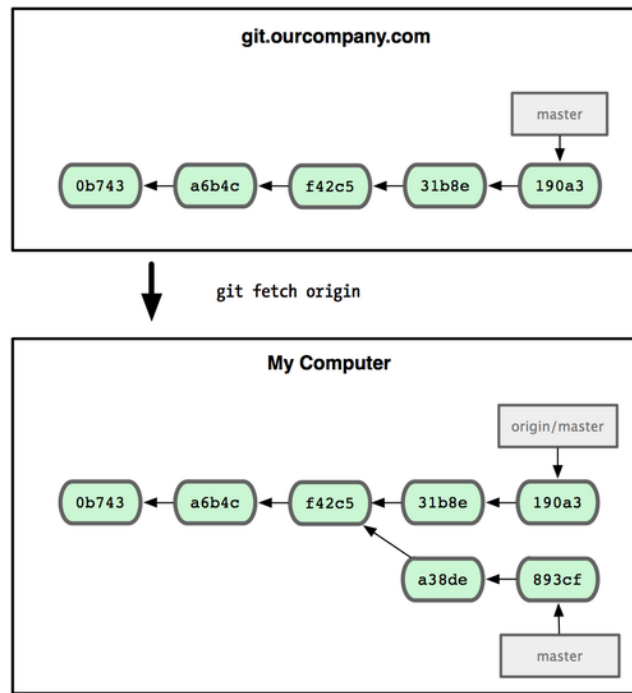 git.ourcompany.com
master
0b743 a6b4c f42c5 31b8e 190a3
git fetch origin
My Computer
origin/master
0b743 a6b4c f42c5 31b8e 190a3
a38de 893cf
master